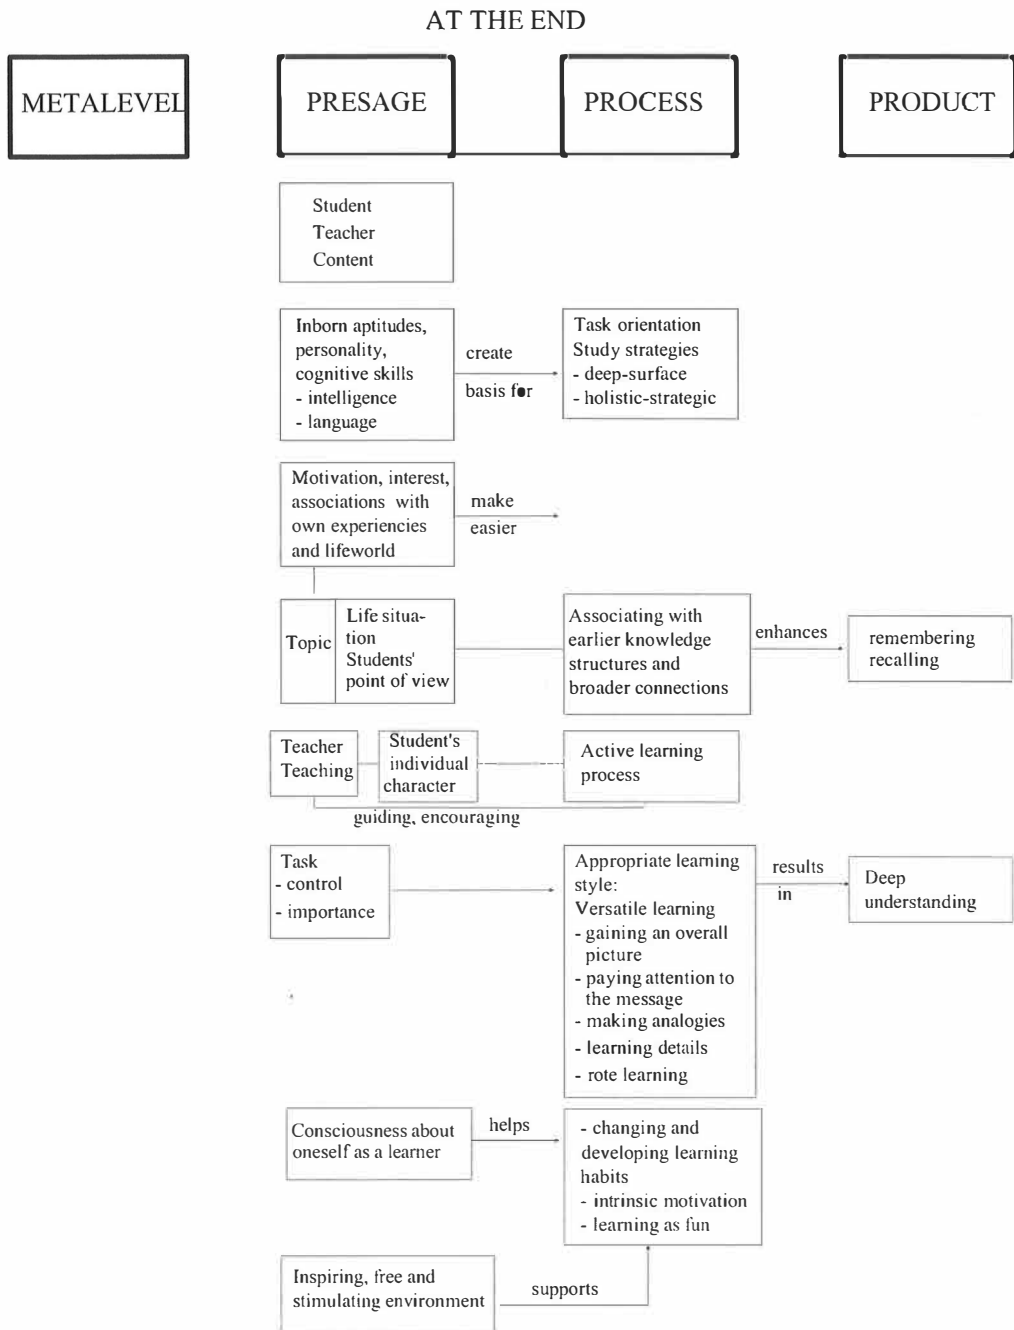 AT THE END
METALEVEL
PRESAGE
PROCESS
PRODUCT
Student
Teacher
Content
Inborn aptitudes,
personality,
cognitive skills
- intelligence
- language
create
basis for
Task orientation
Study strategies
- deep-surface
- holistic-strategic
Motivation, interest,
associations with
own experiencies
and lifeworld
make
easier
Topic
Life situa-
tion
Students'
point of view
Associating with
earlier knowledge
structures and
broader connections
enhances
remembering
recalling
Teacher
Teaching
Student's
individual
character
Active learning
process
guiding, encouraging
Task
- control
- importance
Appropriate learning
style:
Versatile learning
- gaining an overall
picture
- paying attention to
the message
- making analogies
- learning details
- rote learning
results
in
Deep
understanding
Consciousness about
oneself as a learner
helps
- changing and
developing learning
habits
- intrinsic motivation
- learning as fun
Inspiring, free and
stimulating environment
supports